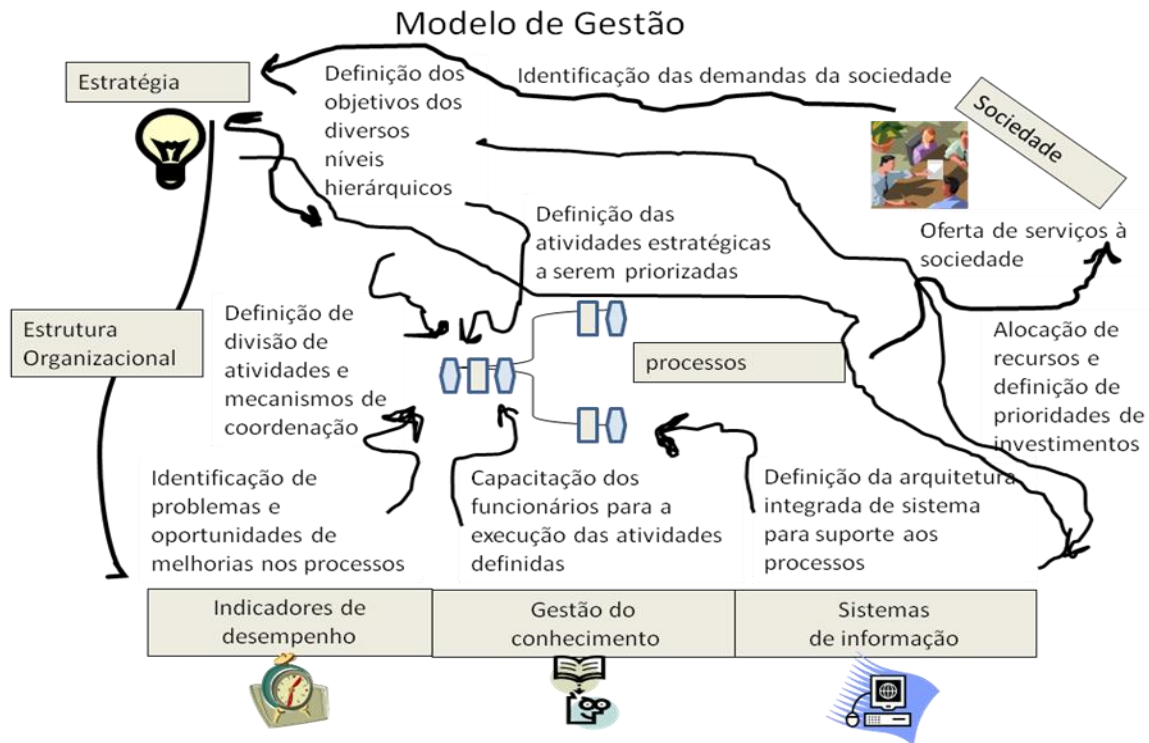 Modelo de Gestão
Estratégia
Definição dos
objetivos dos
diversos
níveis
hierárquicos
Identificação das demandas da sociedade
Sociedade
Definição das
atividades estratégicas
a serem priorizadas
Oferta de serviços à
sociedade
Estrutura
Organizacional
Definição de
divisão de
atividades e
mecanismos de
coordenação
processos
Alocação de
recursos e
definição de
prioridades de
investimentos
Identificação de
problemas e
oportunidades de
melhorias nos processos
Capacitação dos
funcionários para a
execução das atividades
definidas
Definição da arquitetura
integrada de sistema
para suporte aos
processos
Indicadores de
desempenho
Gestão do
conhecimento
Sistemas
de informação